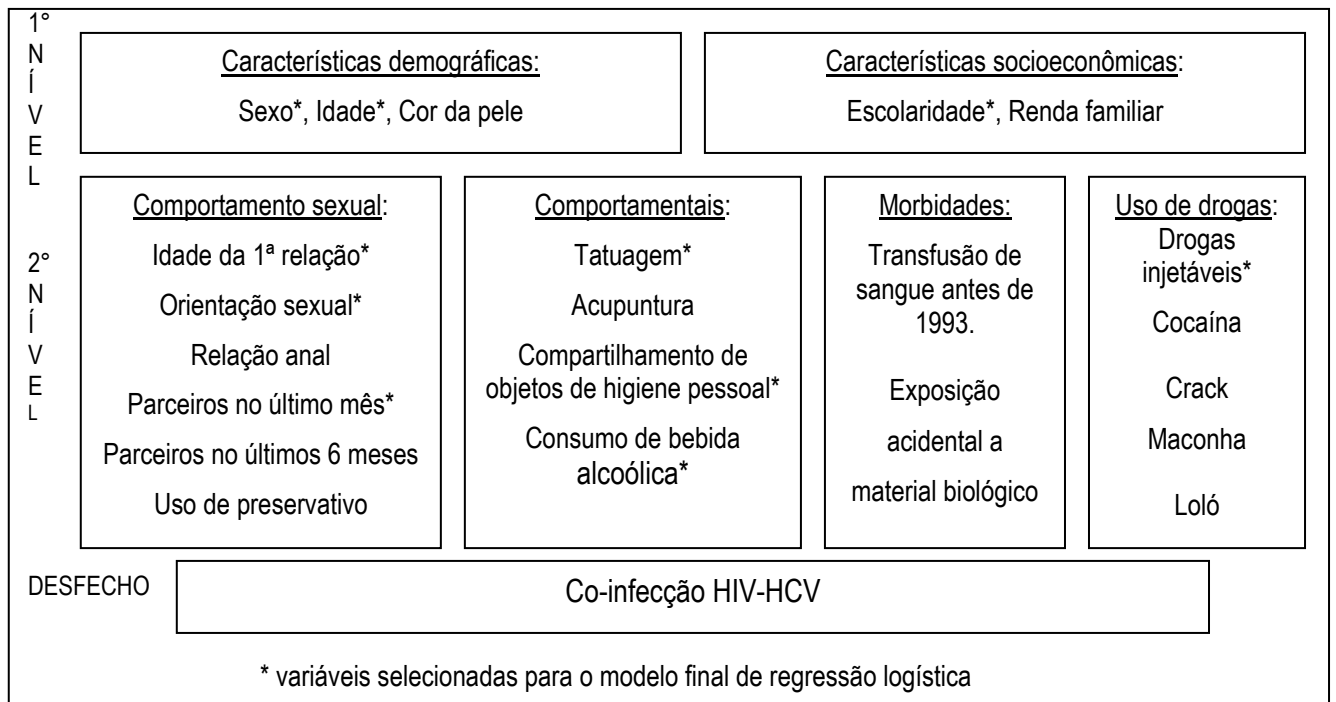 1°
N
Í
V
E
L
Características demográficas:
Sexo*, Idade*, Cor da pele
Características socioeconômicas:
Escolaridade*, Renda familiar
2°
N
Í
V
E
L
Comportamento sexual:
Idade da 1ª relação*
Orientação sexual*
Relação anal
Parceiros no último mês*
Parceiros no últimos 6 meses
Uso de preservativo
Comportamentais:
Tatuagem*
Acupuntura
Compartilhamento de
objetos de higiene pessoal*
Consumo de bebida
alcoólica*
Morbidades:
Transfusão de
sangue antes de
1993.
Exposição
acidental a
material biológico
Uso de drogas:
Drogas
injetáveis*
Cocaína
Crack
Maconha
Loló
DESFECHO
Co-infecção HIV-HCV
* variáveis selecionadas para o modelo final de regressão logística